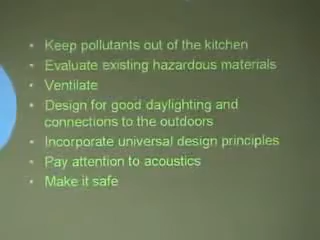 • Keep pollutants out of the kitchen
• Evaluate existing hazardous materials
• Ventilate
• Design for good daylighting and
connections to the outdoors
• Incorporate universal design principles
• Pay attention to acoustics
• Make it safe